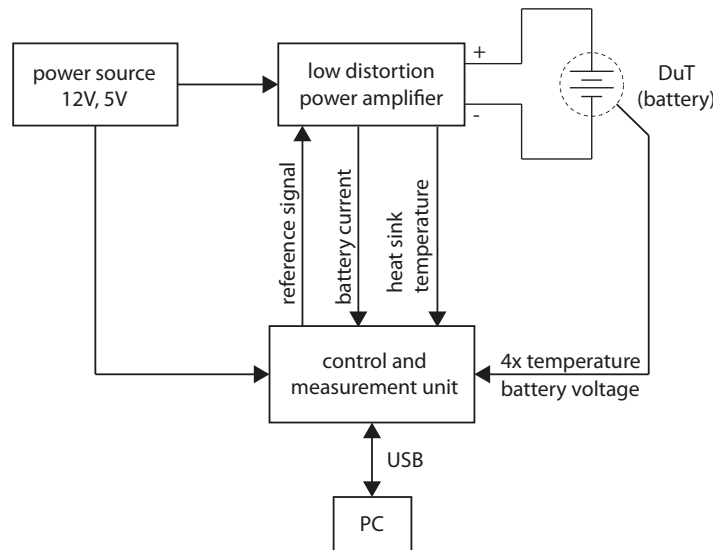 power source
12V, 5V
low distortion
power amplifier
+
-
DuT
(battery)
reference signal
battery current
heat sink
temperature
control and
measurement unit
4x temperature
battery voltage
USB
PC